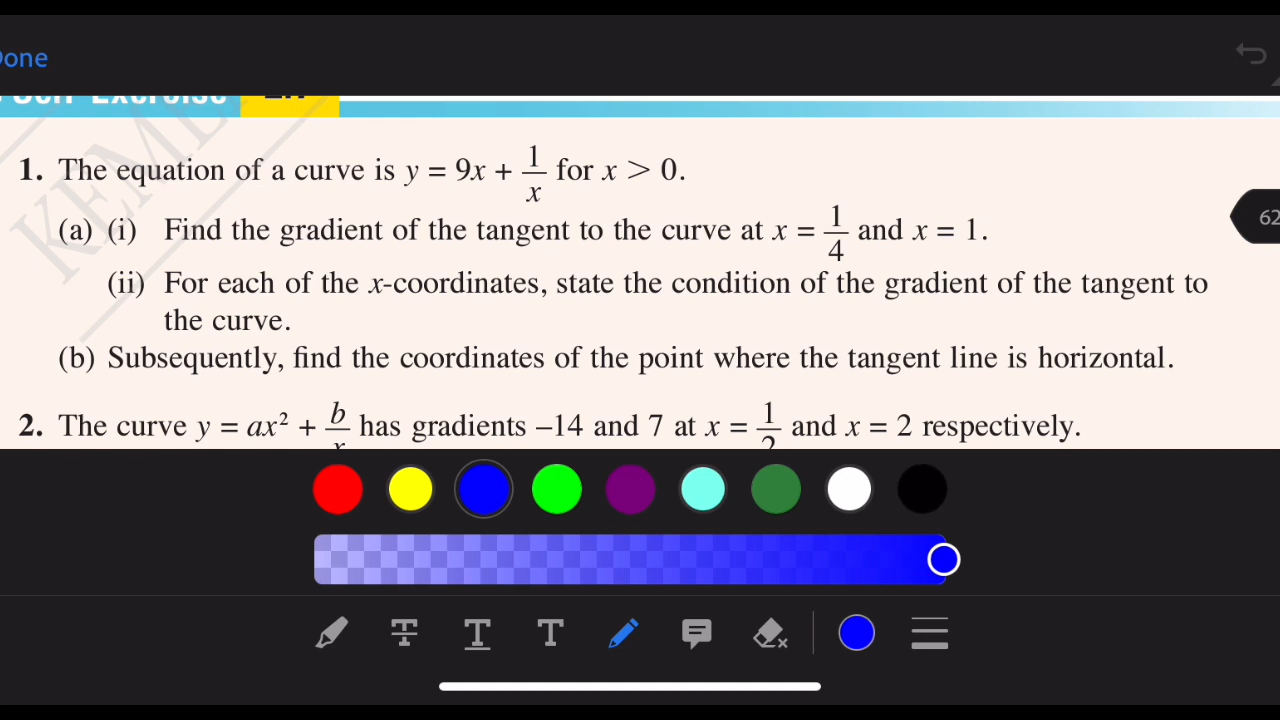 Done
Self Exercise
KEME
1. The equation of a curve is y = 9x + 1/x for x > 0.
62
(a) (i) Find the gradient of the tangent to the curve at x = 1/4 and x = 1.
(ii) For each of the x-coordinates, state the condition of the gradient of the tangent to
the curve.
(b) Subsequently, find the coordinates of the point where the tangent line is horizontal.
2. The curve y = ax² + b/x has gradients –14 and 7 at x = 1/2 and x = 2 respectively.
T T T